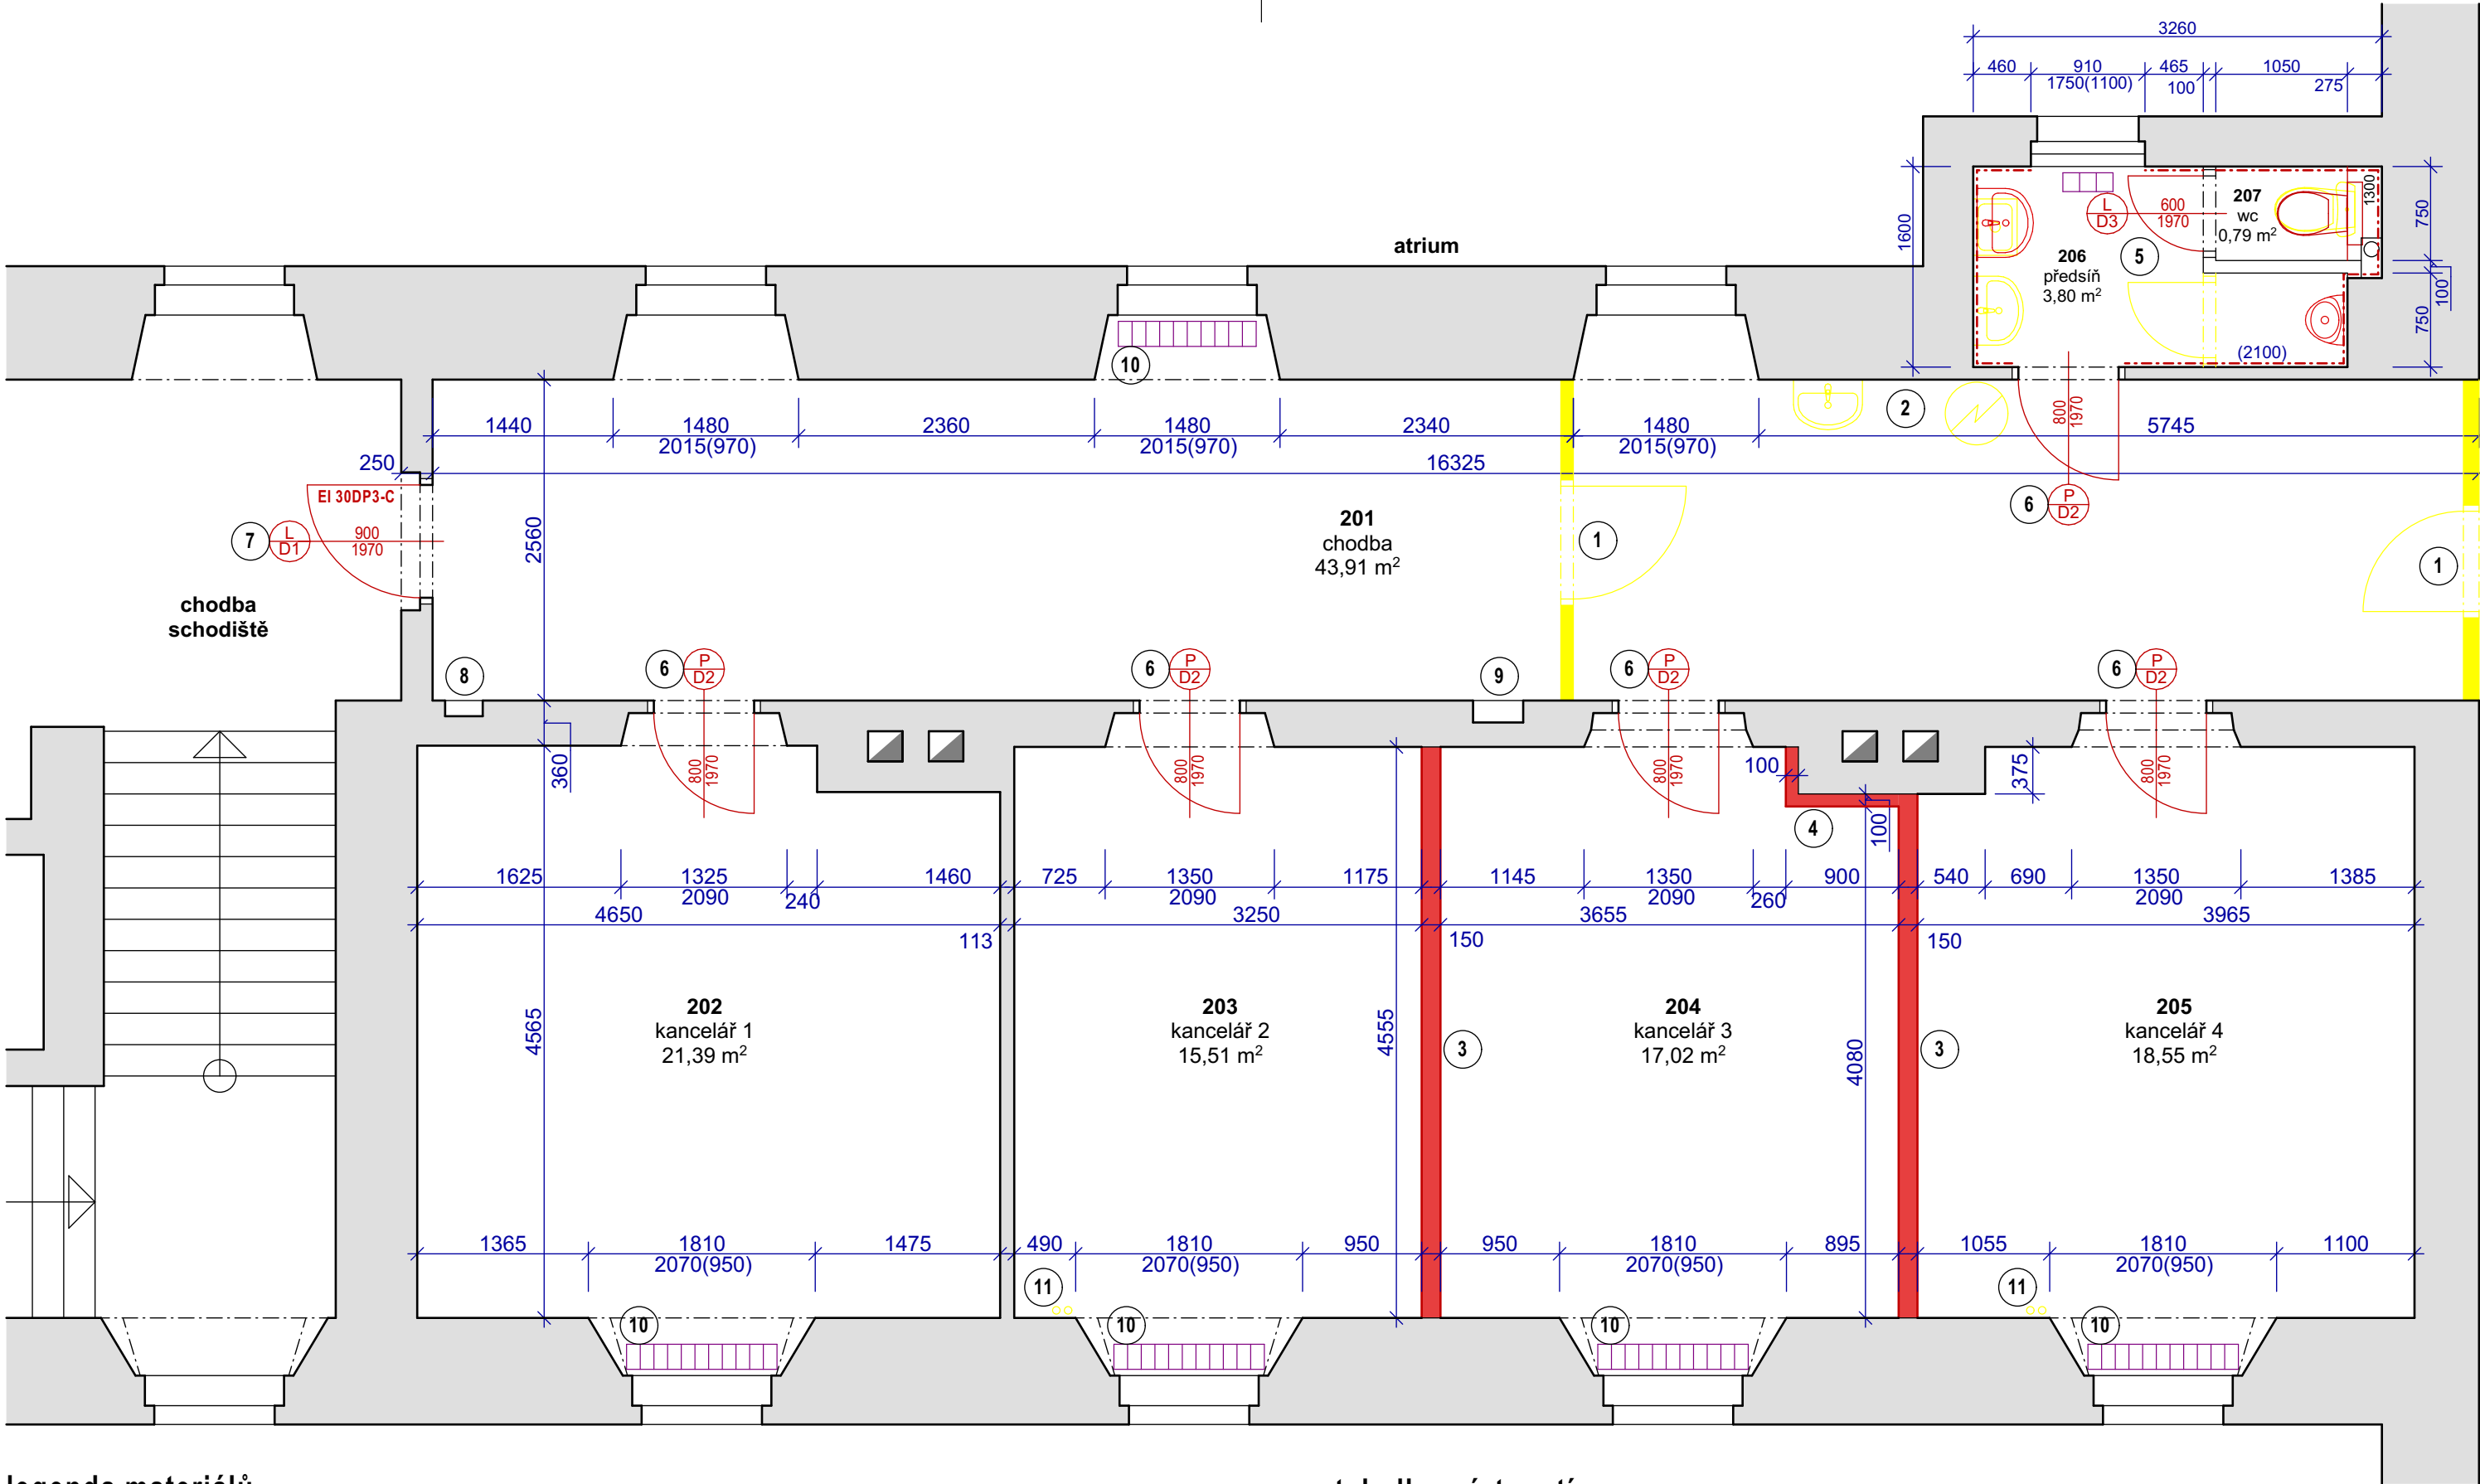 3260
460 910 465 1050
1750(1100) 100 275
1600
L
D3
600
1970
207
wc
0,79 m²
1300
750
206
předsíň
3,80 m²
5
100
750
(2100)
atrium
10
1440 1480 2360 1480 2340 1480 5745
2015(970) 2015(970) 2015(970)
2
800
1970
250 16325
EI 30DP3-C
7
L
D1
900
1970
2560
201
chodba
43,91 m²
1
6
P
D2
1
chodba
schodiště
8
6
P
D2
6
P
D2
9
6
P
D2
6
P
D2
360
800
1970
800
1970
800
1970
100
375
800
1970
4
100
1625 1325 1460 725 1350 1175 1145 1350 900 540 690 1350 1385
2090 240 2090 2090 260 2090
4650 3250 3655 3965
113 150 150
4565
202
kancelář 1
21,39 m²
203
kancelář 2
15,51 m²
4555
3
204
kancelář 3
17,02 m²
4080
3
205
kancelář 4
18,55 m²
1365 1810 1475 490 1810 950 950 1810 895 1055 1810 1100
2070(950) 2070(950) 2070(950) 2070(950)
11 11
10 10 10 10